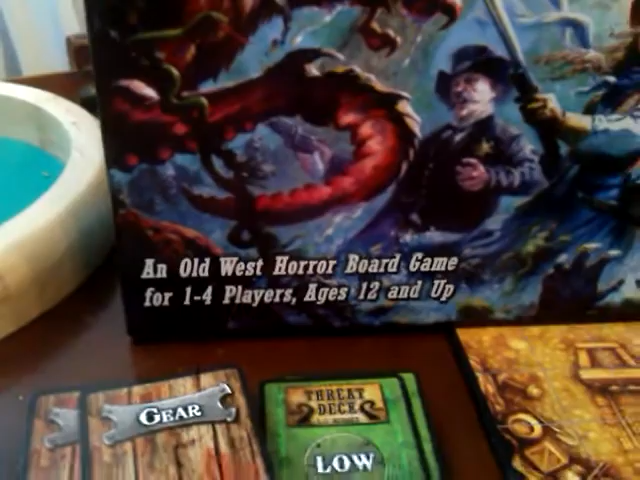 An Old West Horror Board Game
for 1-4 Players, Ages 12 and Up
GEAR
THREAT
DECK
LOW